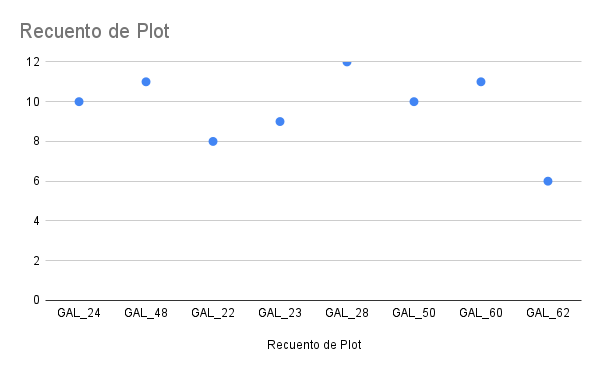 Recuento de Plot
12
10
8
6
4
2
0
GAL_24 GAL_48 GAL_22 GAL_23 GAL_28 GAL_50 GAL_60 GAL_62
Recuento de Plot